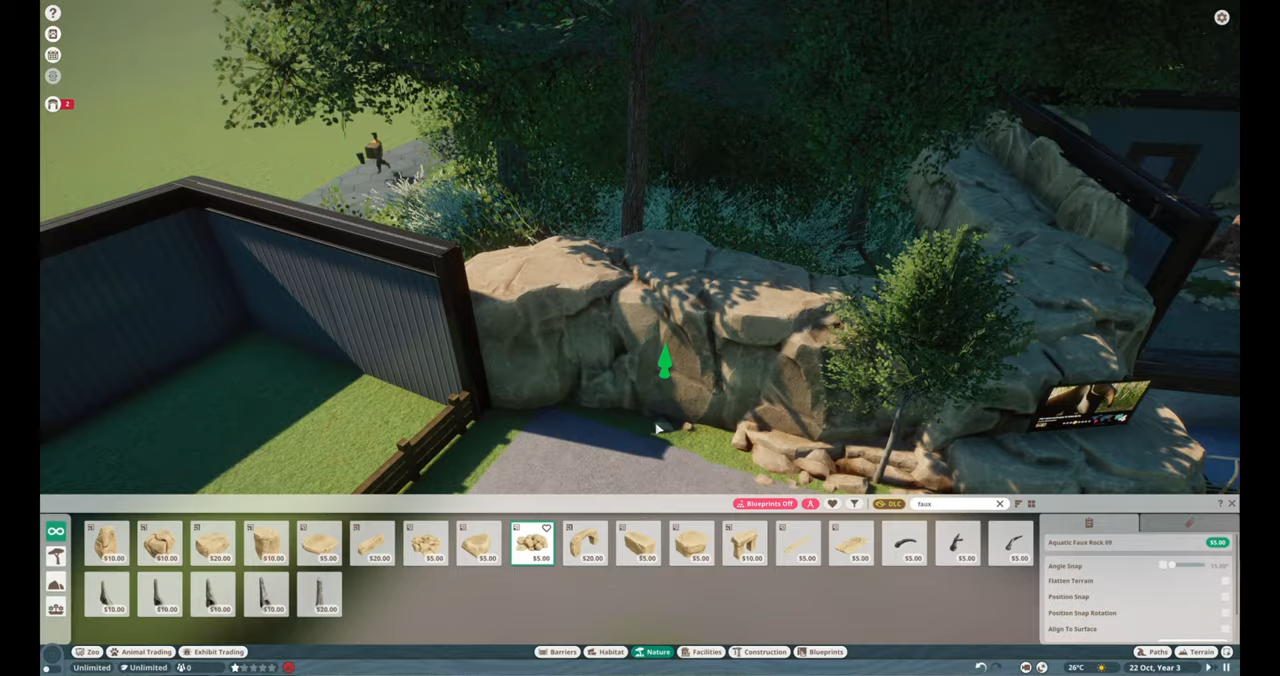 ?
2
Blueprints Off
DLC
faux
?
$10.00 $10.00 $20.00 $10.00 $5.00 $20.00 $5.00 $5.00 $5.00 $20.00 $5.00 $5.00 $10.00 $5.00 $5.00 $5.00 $5.00 $5.00
$10.00 $10.00 $10.00 $10.00 $20.00
Aquatic Faux Rock 09 $5.00
Angle Snap 15.00°
Flatten Terrain
Position Snap
Position Snap Rotation
Align To Surface
Zoo Animal Trading Exhibit Trading Barriers Habitat Nature Facilities Construction Blueprints Paths Terrain
Unlimited Unlimited 0 26°C 22 Oct, Year 3